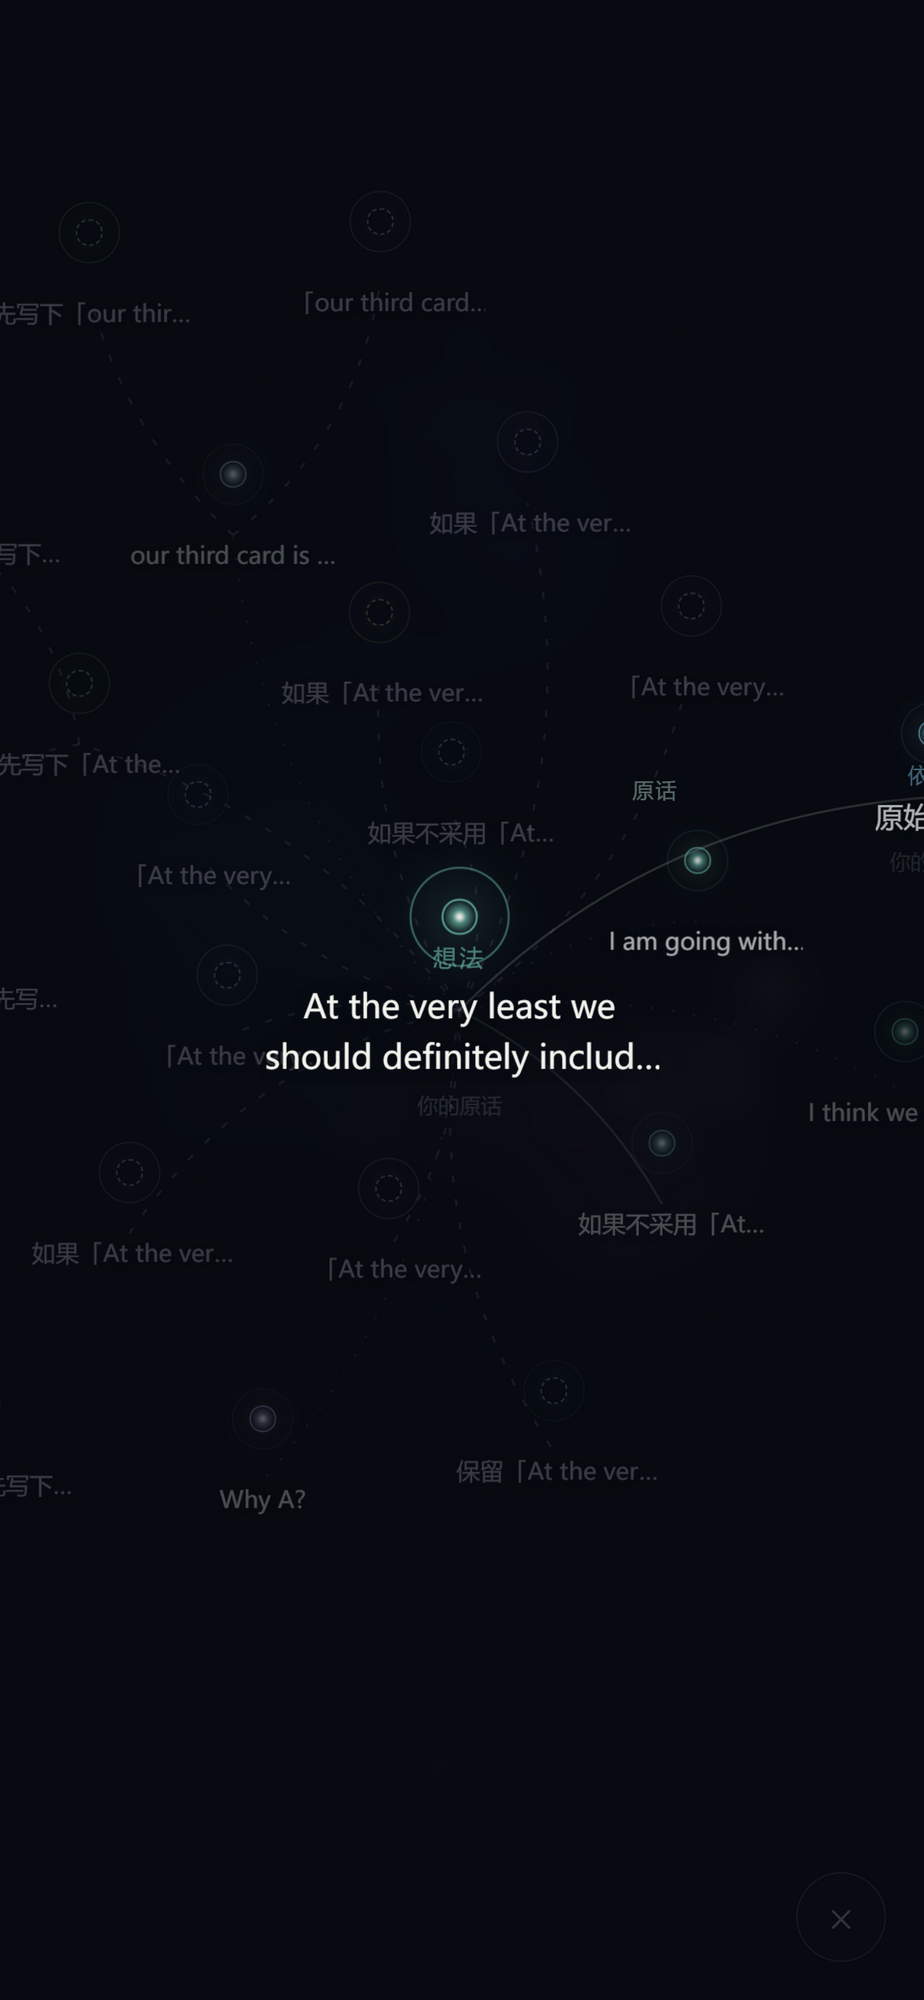 先写下「our thir...
「our third card...
如果「At the ver...
写下...
our third card is ...
如果「At the ver...
「At the very...
先写下「At the...
原话
依
原始
你的
如果不采用「At...
「At the very...
I am going with...
想法
先写...
At the very least we
should definitely includ...
「At the v
你的原话
I think we
如果不采用「At...
如果「At the ver...
「At the very...
保留「At the ver...
先写下...
Why A?